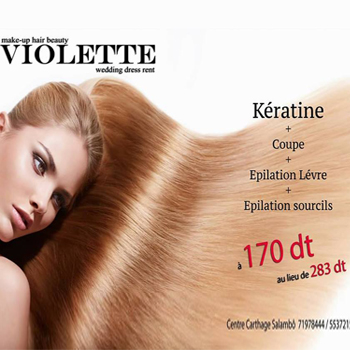 make-up hair beauty
VIOLETTE
wedding dress rent
Kératine
+
Coupe
+
Epilation Lévre
+
Epilation sourcils
à 170 dt
au lieu de 283 dt
Centre Carthage Salambô 71978444 / 5537215